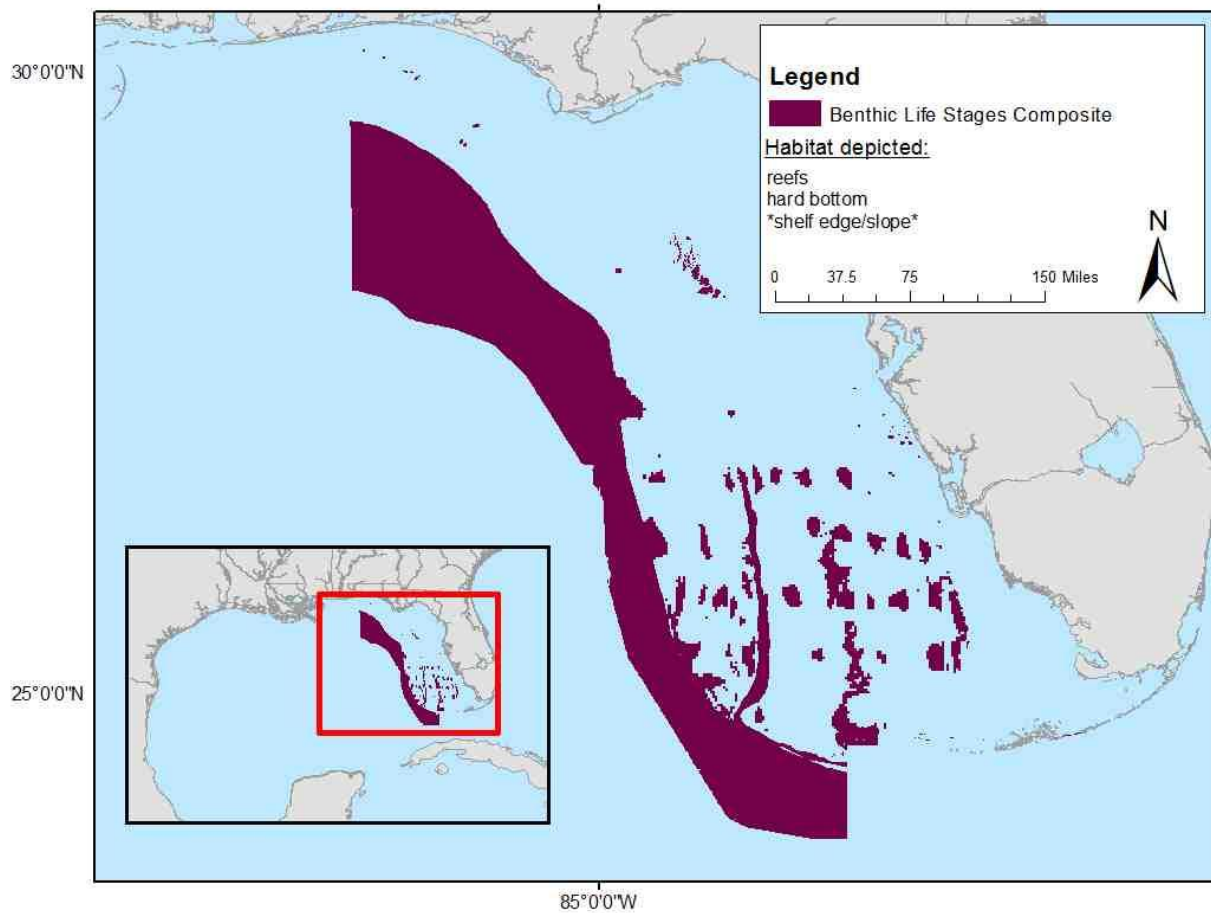 30°0'0"N
Legend
Benthic Life Stages Composite
Habitat depicted:
reefs
hard bottom
*shelf edge/slope*
N
0 37.5 75 150 Miles
25°0'0"N
85°0'0"W